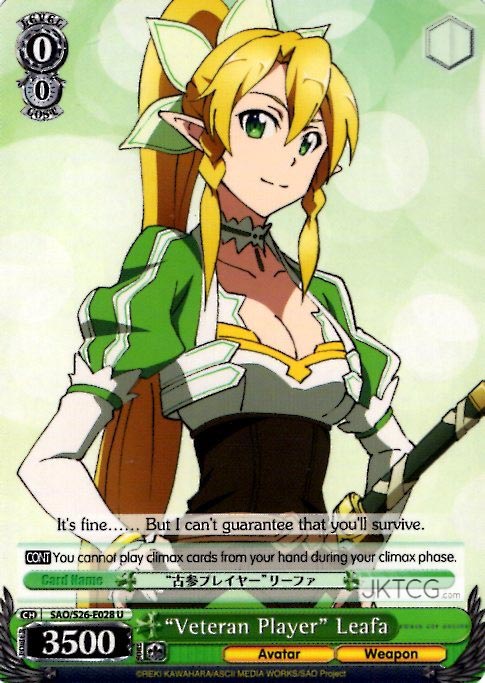 LEVEL
0
0
COST
It's fine...... But I can't guarantee that you'll survive.
CONT You cannot play climax cards from your hand during your climax phase.
Card Name
"古参プレイヤー"リーファ
JKTCG.com
CH SAO/S26-E028 U
"Veteran Player" Leafa
POWER 3500
SOUL
Avatar Weapon
©REKI KAWAHARA/ASCII MEDIA WORKS/SAO Project